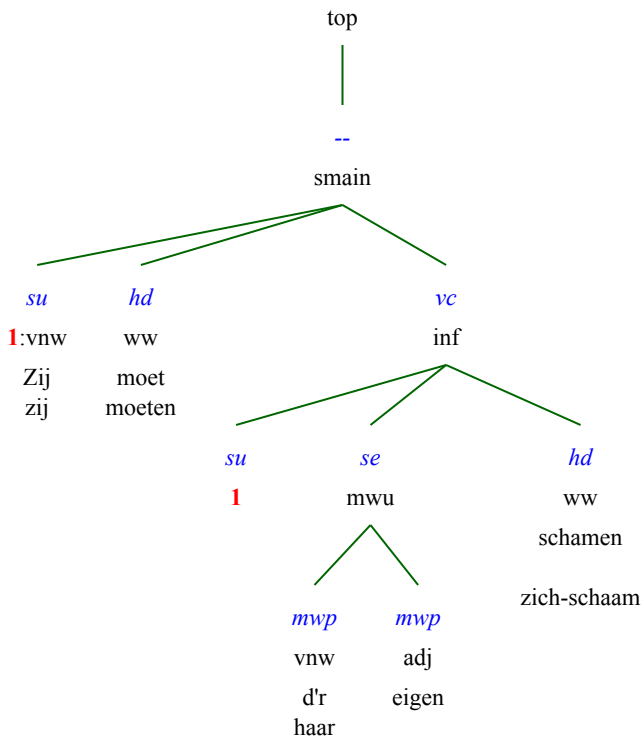 top
--
smain
su hd vc
1:vnw ww inf
Zij moet
zij moeten
su se hd
1 mwu ww
schamen
zich-schaam
mwp mwp
vnw adj
d'r eigen
haar